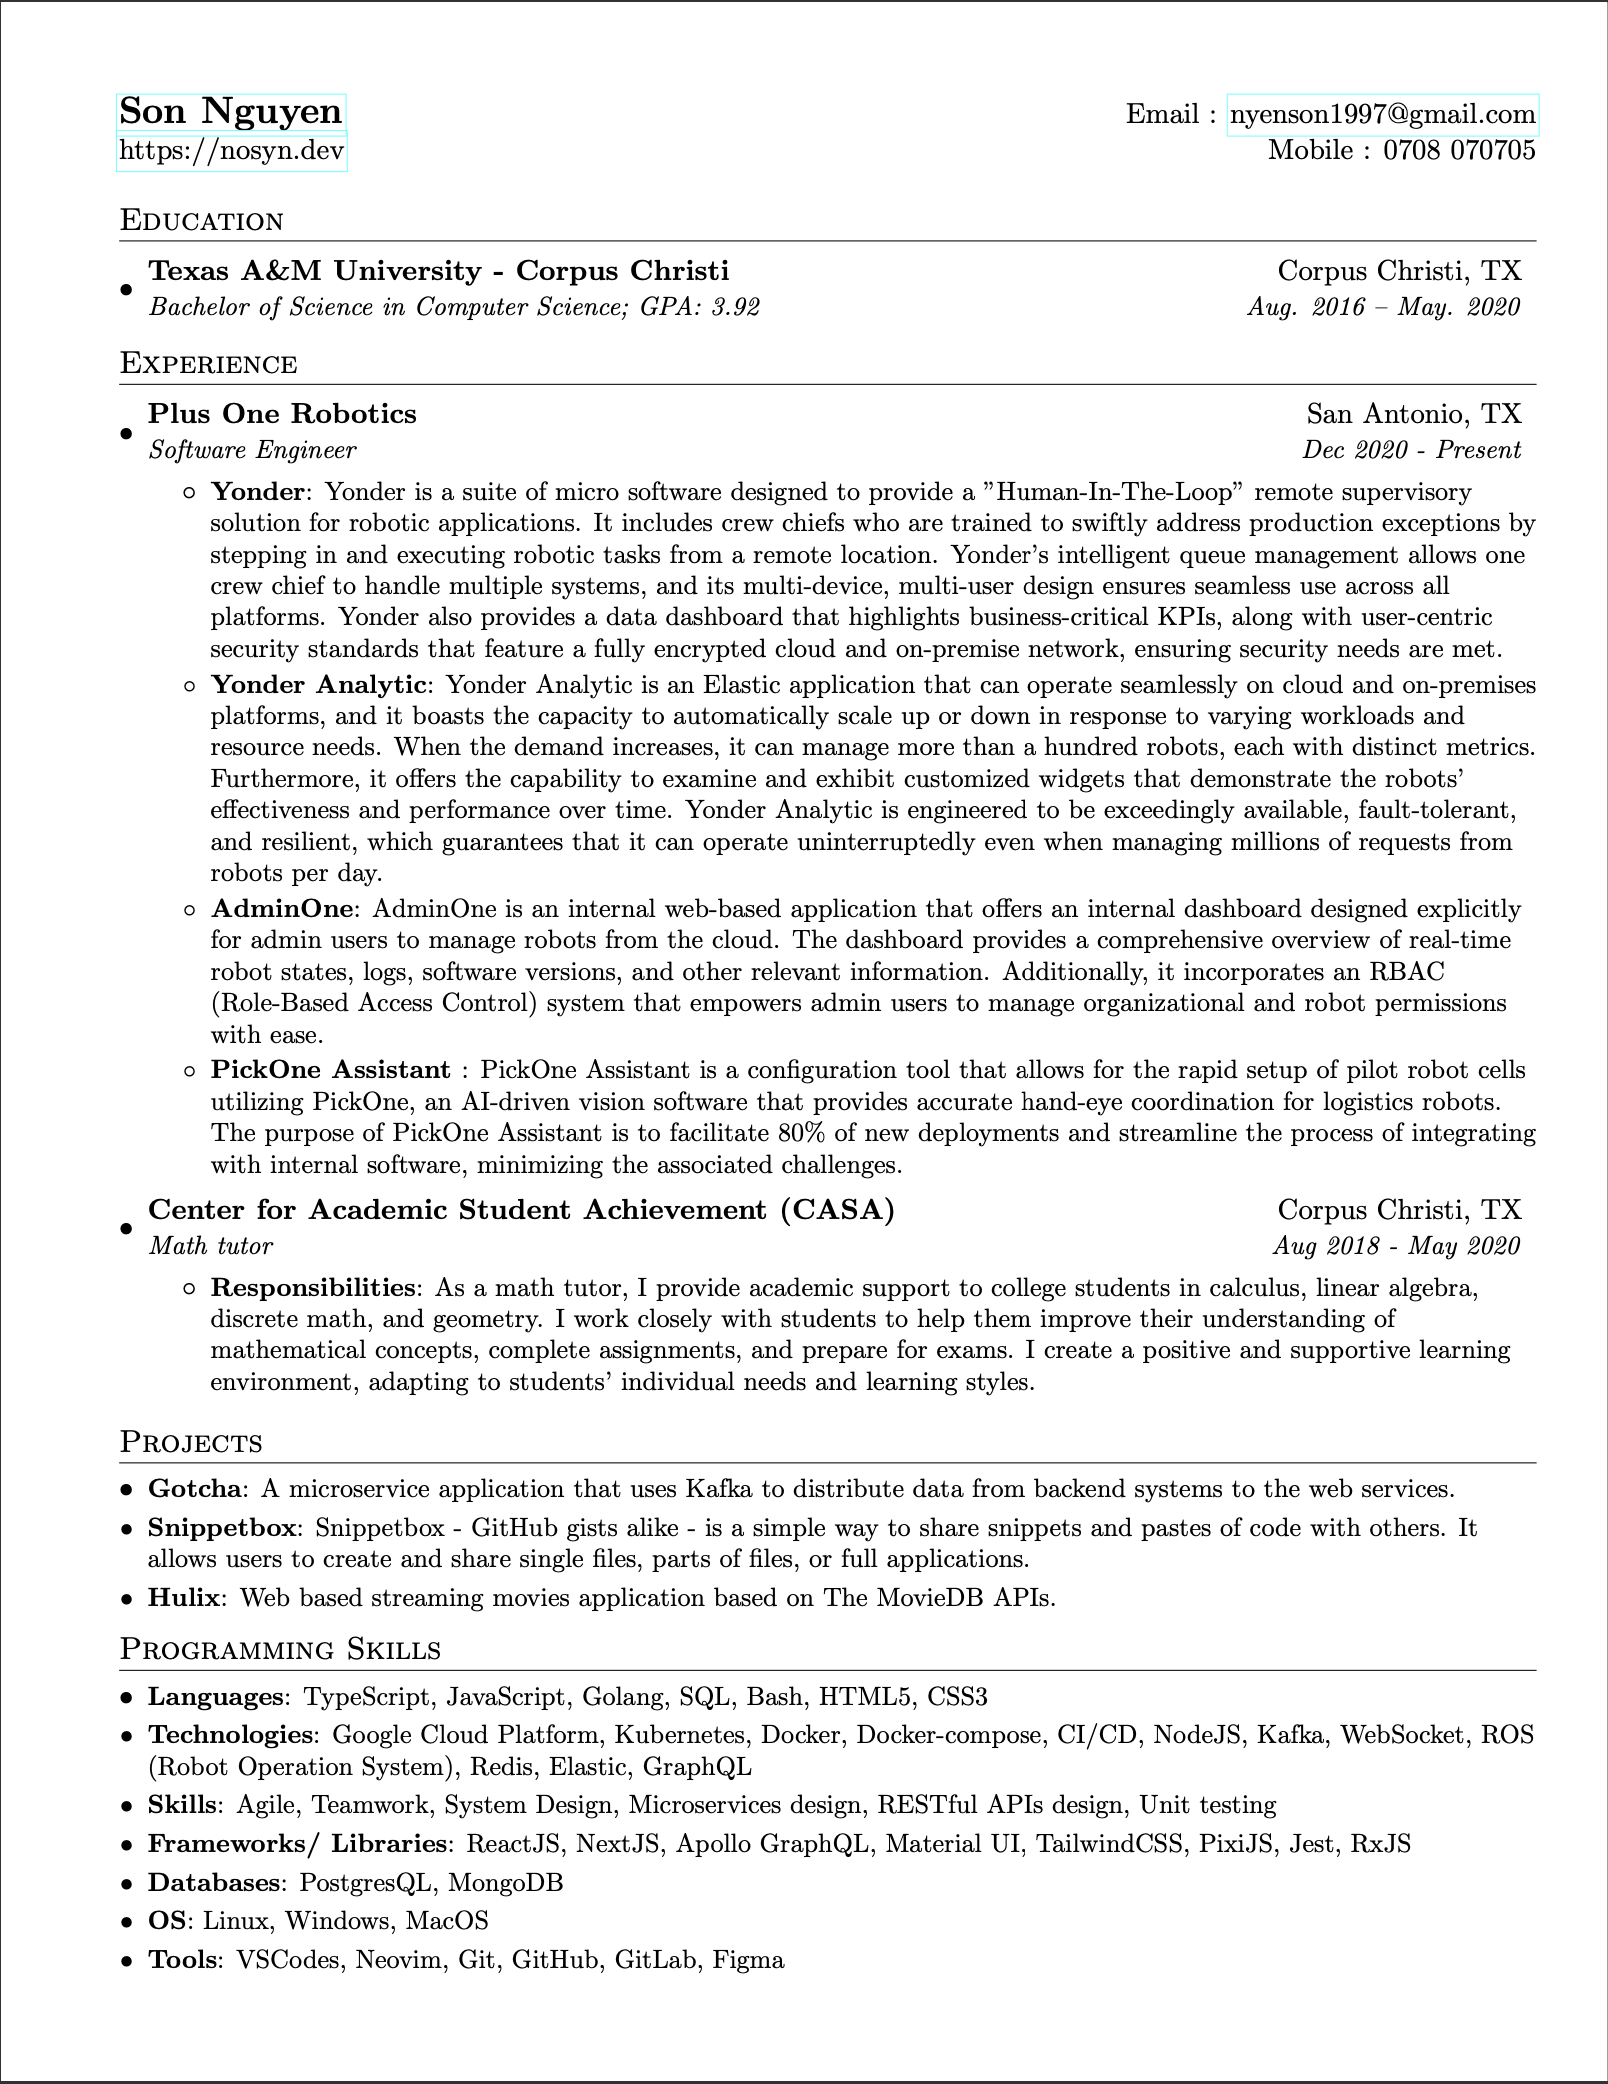 Son Nguyen
Email : nyenson1997@gmail.com
https://nosyn.dev
Mobile : 0708 070705
Education
• Texas A&M University - Corpus Christi
Corpus Christi, TX
Bachelor of Science in Computer Science; GPA: 3.92
Aug. 2016 – May. 2020
Experience
• Plus One Robotics
San Antonio, TX
Software Engineer
Dec 2020 - Present
◦ Yonder: Yonder is a suite of micro software designed to provide a ”Human-In-The-Loop” remote supervisory
solution for robotic applications. It includes crew chiefs who are trained to swiftly address production exceptions by
stepping in and executing robotic tasks from a remote location. Yonder’s intelligent queue management allows one
crew chief to handle multiple systems, and its multi-device, multi-user design ensures seamless use across all
platforms. Yonder also provides a data dashboard that highlights business-critical KPIs, along with user-centric
security standards that feature a fully encrypted cloud and on-premise network, ensuring security needs are met.
◦ Yonder Analytic: Yonder Analytic is an Elastic application that can operate seamlessly on cloud and on-premises
platforms, and it boasts the capacity to automatically scale up or down in response to varying workloads and
resource needs. When the demand increases, it can manage more than a hundred robots, each with distinct metrics.
Furthermore, it offers the capability to examine and exhibit customized widgets that demonstrate the robots’
effectiveness and performance over time. Yonder Analytic is engineered to be exceedingly available, fault-tolerant,
and resilient, which guarantees that it can operate uninterruptedly even when managing millions of requests from
robots per day.
◦ AdminOne: AdminOne is an internal web-based application that offers an internal dashboard designed explicitly
for admin users to manage robots from the cloud. The dashboard provides a comprehensive overview of real-time
robot states, logs, software versions, and other relevant information. Additionally, it incorporates an RBAC
(Role-Based Access Control) system that empowers admin users to manage organizational and robot permissions
with ease.
◦ PickOne Assistant : PickOne Assistant is a configuration tool that allows for the rapid setup of pilot robot cells
utilizing PickOne, an AI-driven vision software that provides accurate hand-eye coordination for logistics robots.
The purpose of PickOne Assistant is to facilitate 80% of new deployments and streamline the process of integrating
with internal software, minimizing the associated challenges.
• Center for Academic Student Achievement (CASA)
Corpus Christi, TX
Math tutor
Aug 2018 - May 2020
◦ Responsibilities: As a math tutor, I provide academic support to college students in calculus, linear algebra,
discrete math, and geometry. I work closely with students to help them improve their understanding of
mathematical concepts, complete assignments, and prepare for exams. I create a positive and supportive learning
environment, adapting to students’ individual needs and learning styles.
Projects
• Gotcha: A microservice application that uses Kafka to distribute data from backend systems to the web services.
• Snippetbox: Snippetbox - GitHub gists alike - is a simple way to share snippets and pastes of code with others. It
allows users to create and share single files, parts of files, or full applications.
• Hulix: Web based streaming movies application based on The MovieDB APIs.
Programming Skills
• Languages: TypeScript, JavaScript, Golang, SQL, Bash, HTML5, CSS3
• Technologies: Google Cloud Platform, Kubernetes, Docker, Docker-compose, CI/CD, NodeJS, Kafka, WebSocket, ROS
(Robot Operation System), Redis, Elastic, GraphQL
• Skills: Agile, Teamwork, System Design, Microservices design, RESTful APIs design, Unit testing
• Frameworks/ Libraries: ReactJS, NextJS, Apollo GraphQL, Material UI, TailwindCSS, PixiJS, Jest, RxJS
• Databases: PostgresQL, MongoDB
• OS: Linux, Windows, MacOS
• Tools: VSCodes, Neovim, Git, GitHub, GitLab, Figma